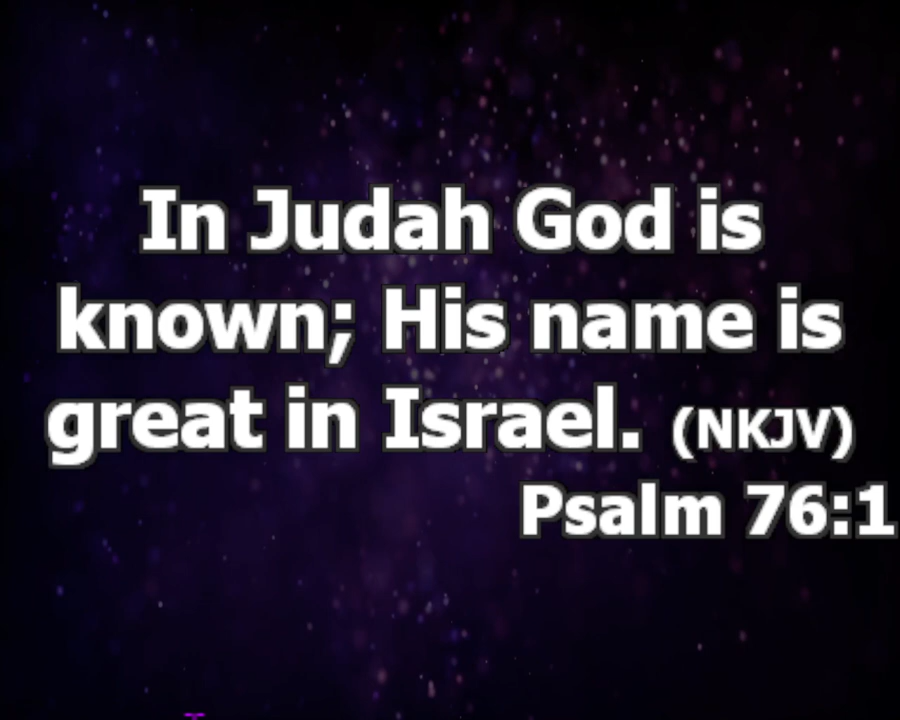 In Judah God is
known; His name is
great in Israel. (NKJV)
Psalm 76:1